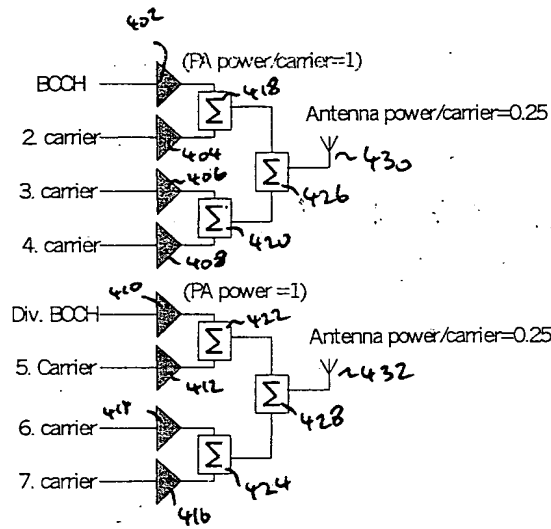 402
(PA power/carrier=1)
BCCH
418
Σ
Antenna power/carrier=0.25
2. carrier
404
430
406
Σ
426
3. carrier
Σ
420
4. carrier
408
410
(PA power =1)
Div. BCCH
422
Σ
Antenna power/carrier=0.25
5. Carrier
412
432
414
Σ
428
6. carrier
Σ
424
7. carrier
416